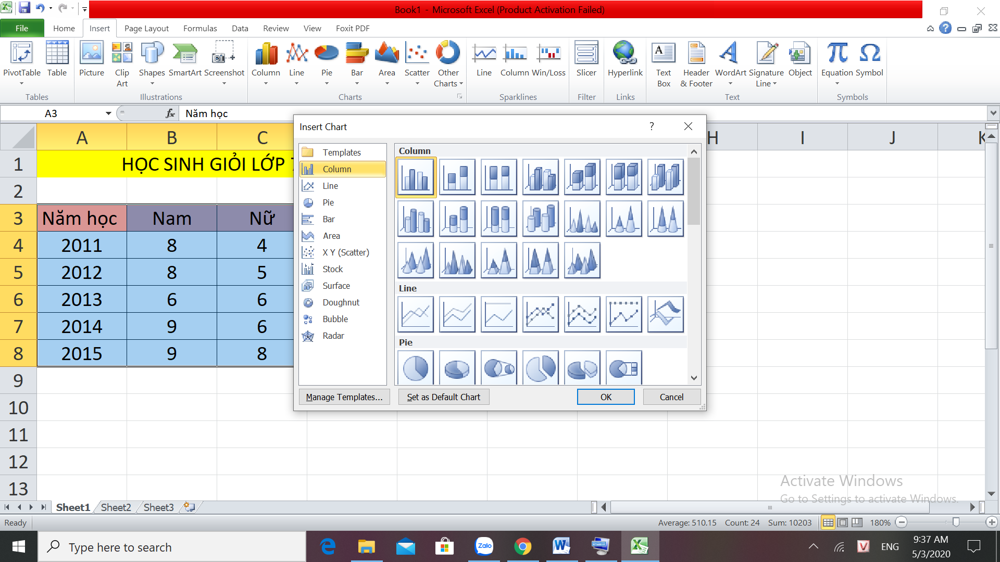 Book1 - Microsoft Excel (Product Activation Failed)
File Home Insert Page Layout Formulas Data Review View Foxit PDF
PivotTable Table Picture Clip Art Shapes SmartArt Screenshot Column Line Pie Bar Area Scatter Other Charts Line Column Win/Loss Slicer Hyperlink Text Box Header & Footer WordArt Signature Line Object Equation Symbol
Tables Illustrations Charts Sparklines Filter Links Text Symbols
A3 fx Năm học
A B C H I J K
1 HỌC SINH GIỎI LỚP 7
2
3 Năm học Nam Nữ
4 2011 8 4
5 2012 8 5
6 2013 6 6
7 2014 9 6
8 2015 9 8
9
10
11
12
13
Insert Chart ?
Templates
Column
Line
Pie
Bar
Area
X Y (Scatter)
Stock
Surface
Doughnut
Bubble
Radar
Column
Line
Pie
Manage Templates... Set as Default Chart OK Cancel
Activate Windows
Go to Settings to activate Windows.
Sheet1 Sheet2 Sheet3
Ready Average: 510.15 Count: 24 Sum: 10203 180%
Type here to search Zalo ENG 9:37 AM
5/3/2020